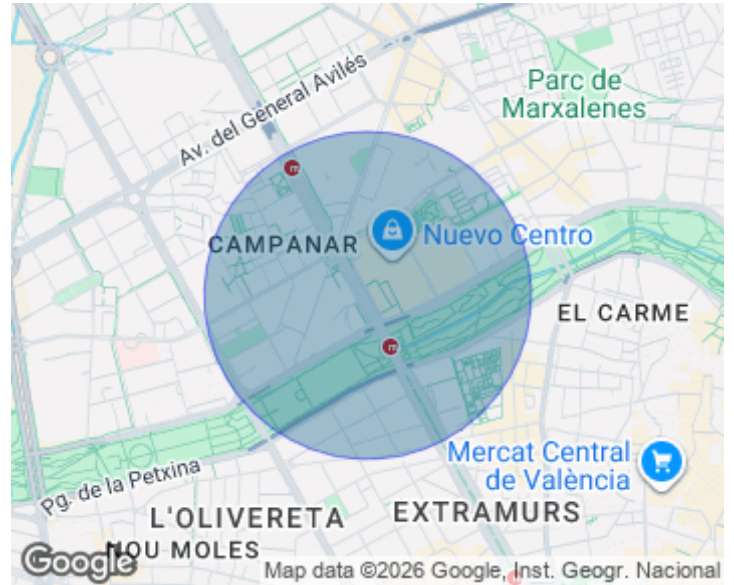 Av. del General Avilés
Parc de
Marxalenes
CAMPANAR
Nuevo Centro
EL CARME
Mercat Central
de València
Pg. de la Petxina
L'OLIVERETA
EXTRAMURS
NOU MOLES
Google
Map data ©2026 Google, Inst. Geogr. Nacional